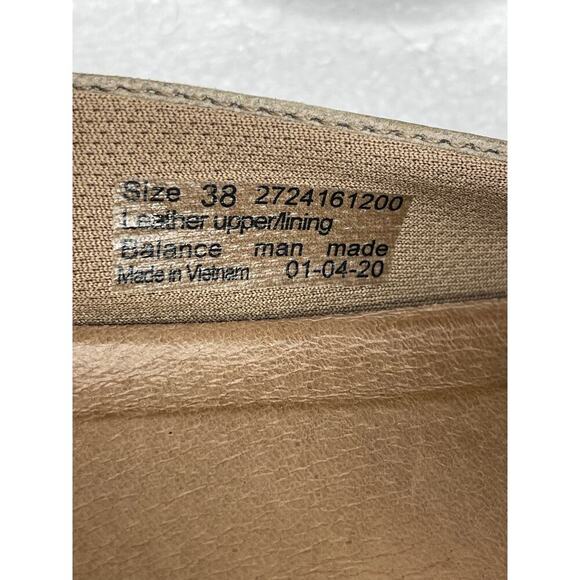 Size 38 2724161200
Leather upper/lining
Balance man made
Made in Vietnam 01-04-20